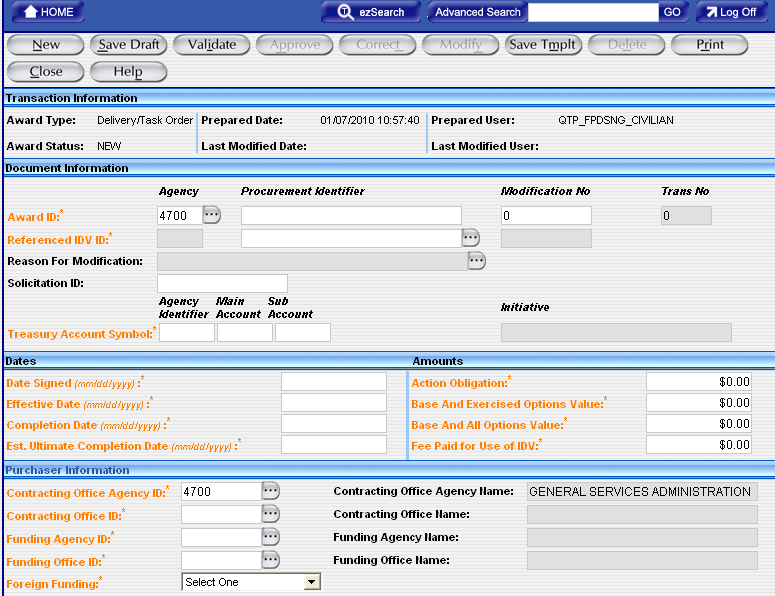 HOME ezSearch Advanced Search GO Log Off
New Save Draft Validate Approve Correct Modify Save Tmplt Delete Print
Close Help
Transaction Information
Award Type: Delivery/Task Order Prepared Date: 01/07/2010 10:57:40 Prepared User: QTP_FPDSNG_CIVILIAN
Award Status: NEW Last Modified Date: Last Modified User:
Document Information
Agency Procurement Identifier Modification No Trans No
Award ID:* 4700 ... 0 0
Referenced IDV ID:* ...
Reason For Modification: ...
Solicitation ID:
Agency Main Sub
Identifier Account Account Initiative
Treasury Account Symbol:*
Dates Amounts
Date Signed (mm/dd/yyyy) :* Action Obligation:* $0.00
Effective Date (mm/dd/yyyy) :* Base And Exercised Options Value:* $0.00
Completion Date (mm/dd/yyyy) :* Base And All Options Value:* $0.00
Est. Ultimate Completion Date (mm/dd/yyyy) :* Fee Paid for Use of IDV:* $0.00
Purchaser Information
Contracting Office Agency ID:* 4700 ... Contracting Office Agency Name: GENERAL SERVICES ADMINISTRATION
Contracting Office ID:* ... Contracting Office Name:
Funding Agency ID:* ... Funding Agency Name:
Funding Office ID:* ... Funding Office Name:
Foreign Funding:* Select One